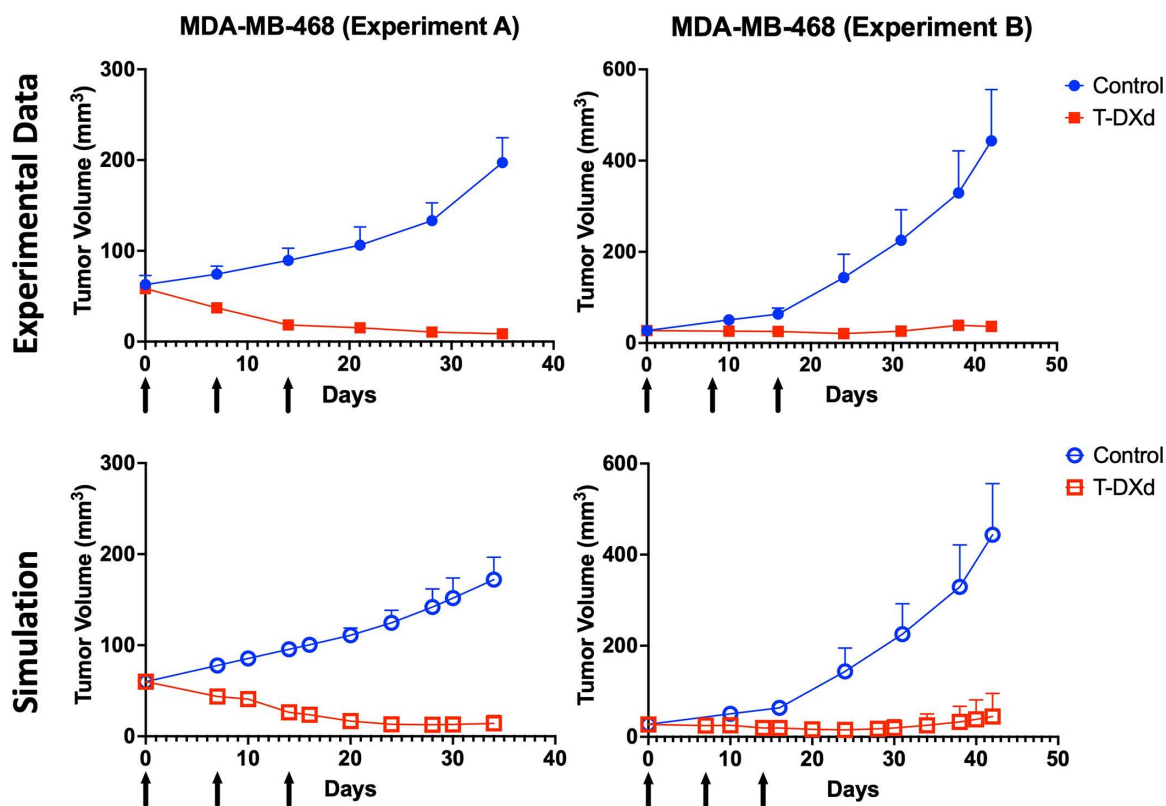 MDA-MB-468 (Experiment A)
MDA-MB-468 (Experiment B)
Experimental Data
Tumor Volume (mm³)
300
200
100
0
0 10 20 30 40
Days
Tumor Volume (mm³)
600
400
200
0
0 10 20 30 40 50
Days
Control
T-DXd
Simulation
Tumor Volume (mm³)
300
200
100
0
0 10 20 30 40
Days
Tumor Volume (mm³)
600
400
200
0
0 10 20 30 40 50
Days
Control
T-DXd